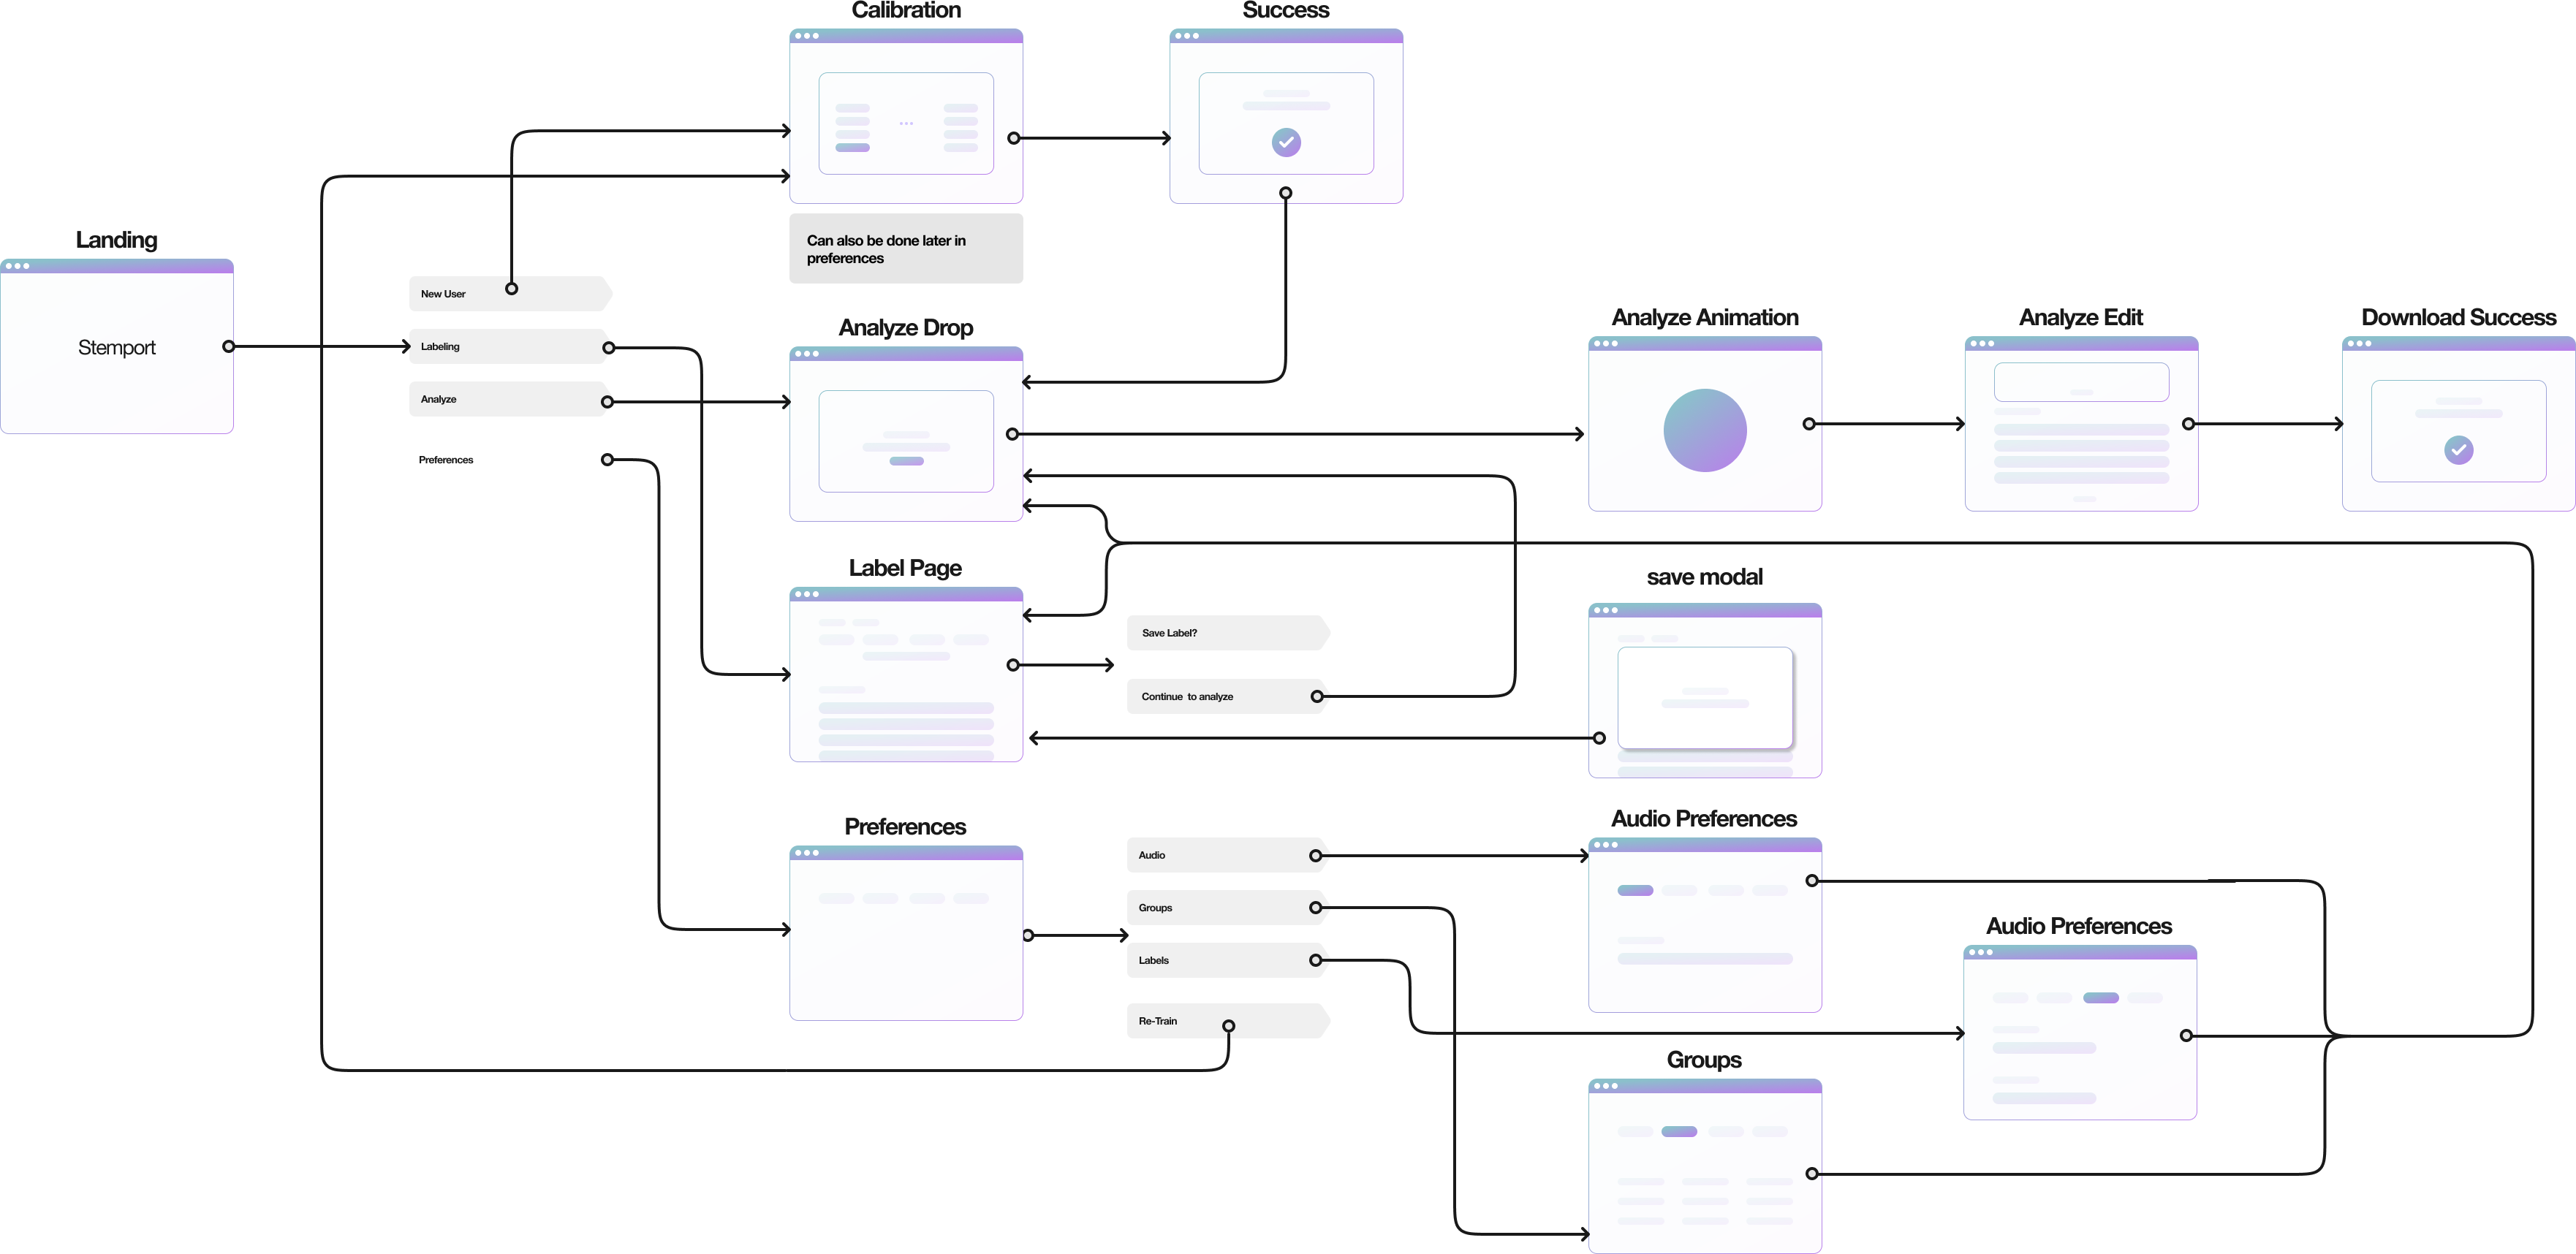 Calibration
Success
Can also be done later in
preferences
Landing
Stemport
New User
Labeling
Analyze
Preferences
Analyze Drop
Analyze Animation
Analyze Edit
Download Success
Label Page
Save Label?
Continue to analyze
save modal
Preferences
Audio
Groups
Labels
Re-Train
Audio Preferences
Audio Preferences
Groups